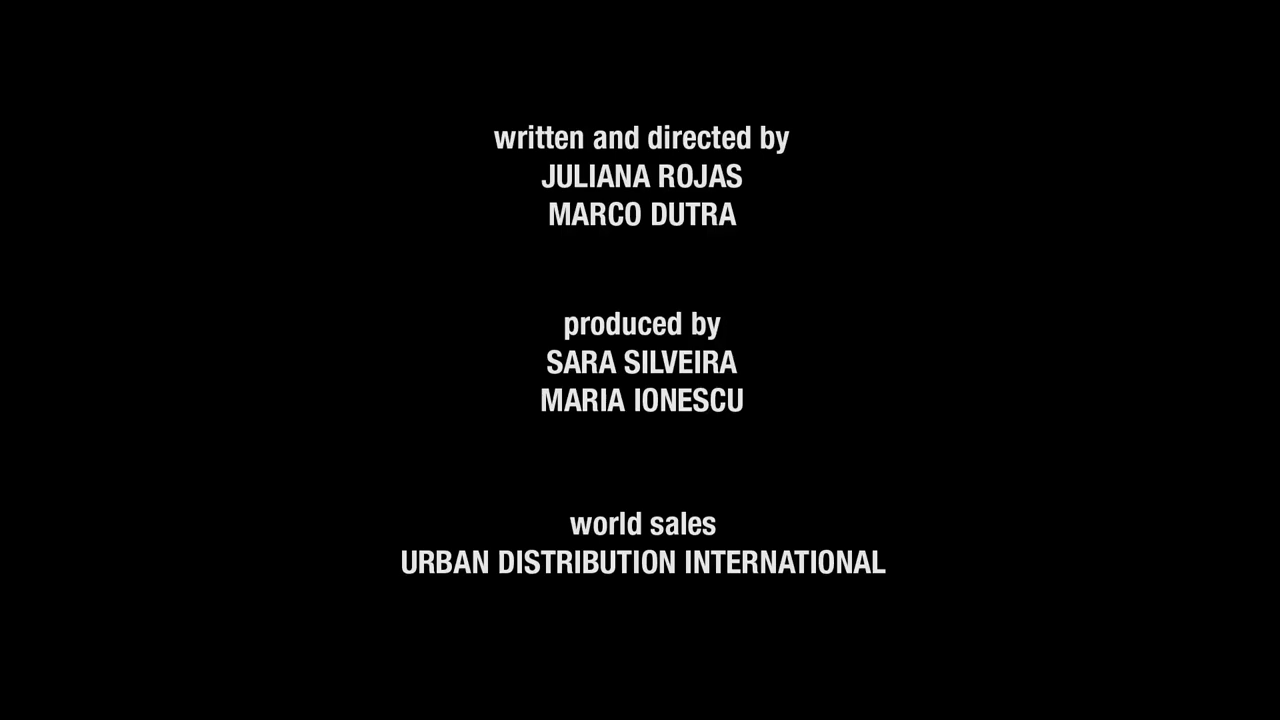 written and directed by
JULIANA ROJAS
MARCO DUTRA
produced by
SARA SILVEIRA
MARIA IONESCU
world sales
URBAN DISTRIBUTION INTERNATIONAL